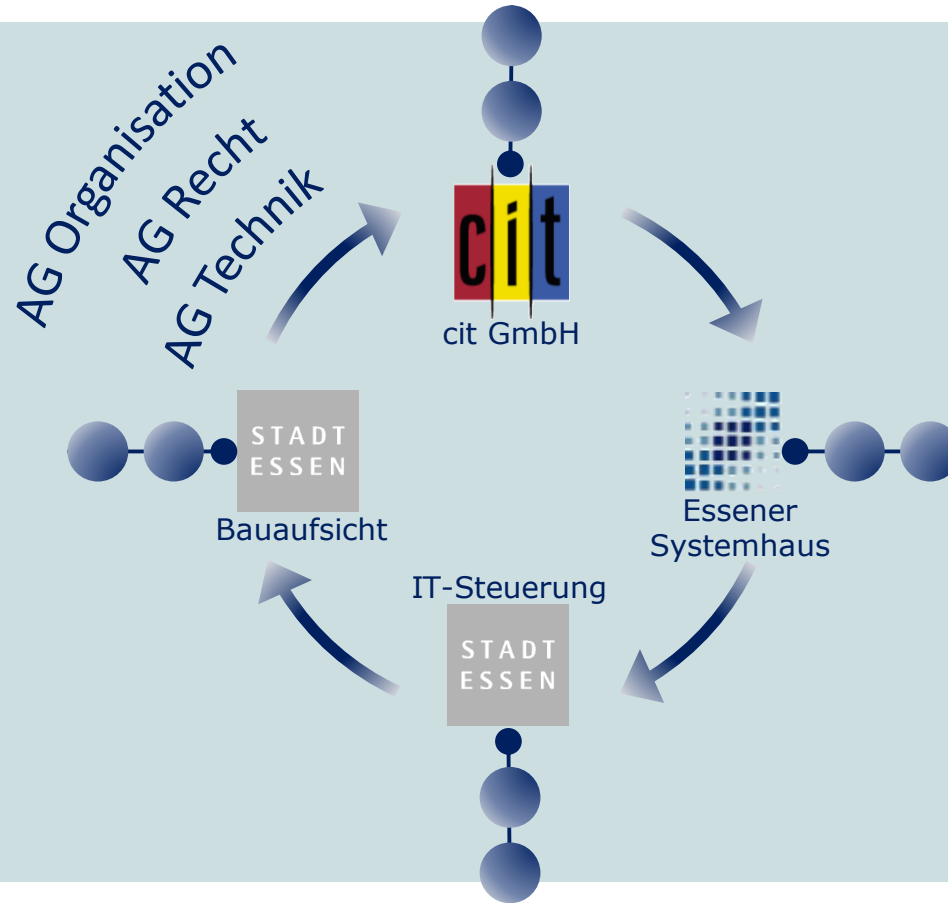 AG Organisation
AG Recht
AG Technik
cit
cit GmbH
STADT
ESSEN
Bauaufsicht
Essener
Systemhaus
IT-Steuerung
STADT
ESSEN